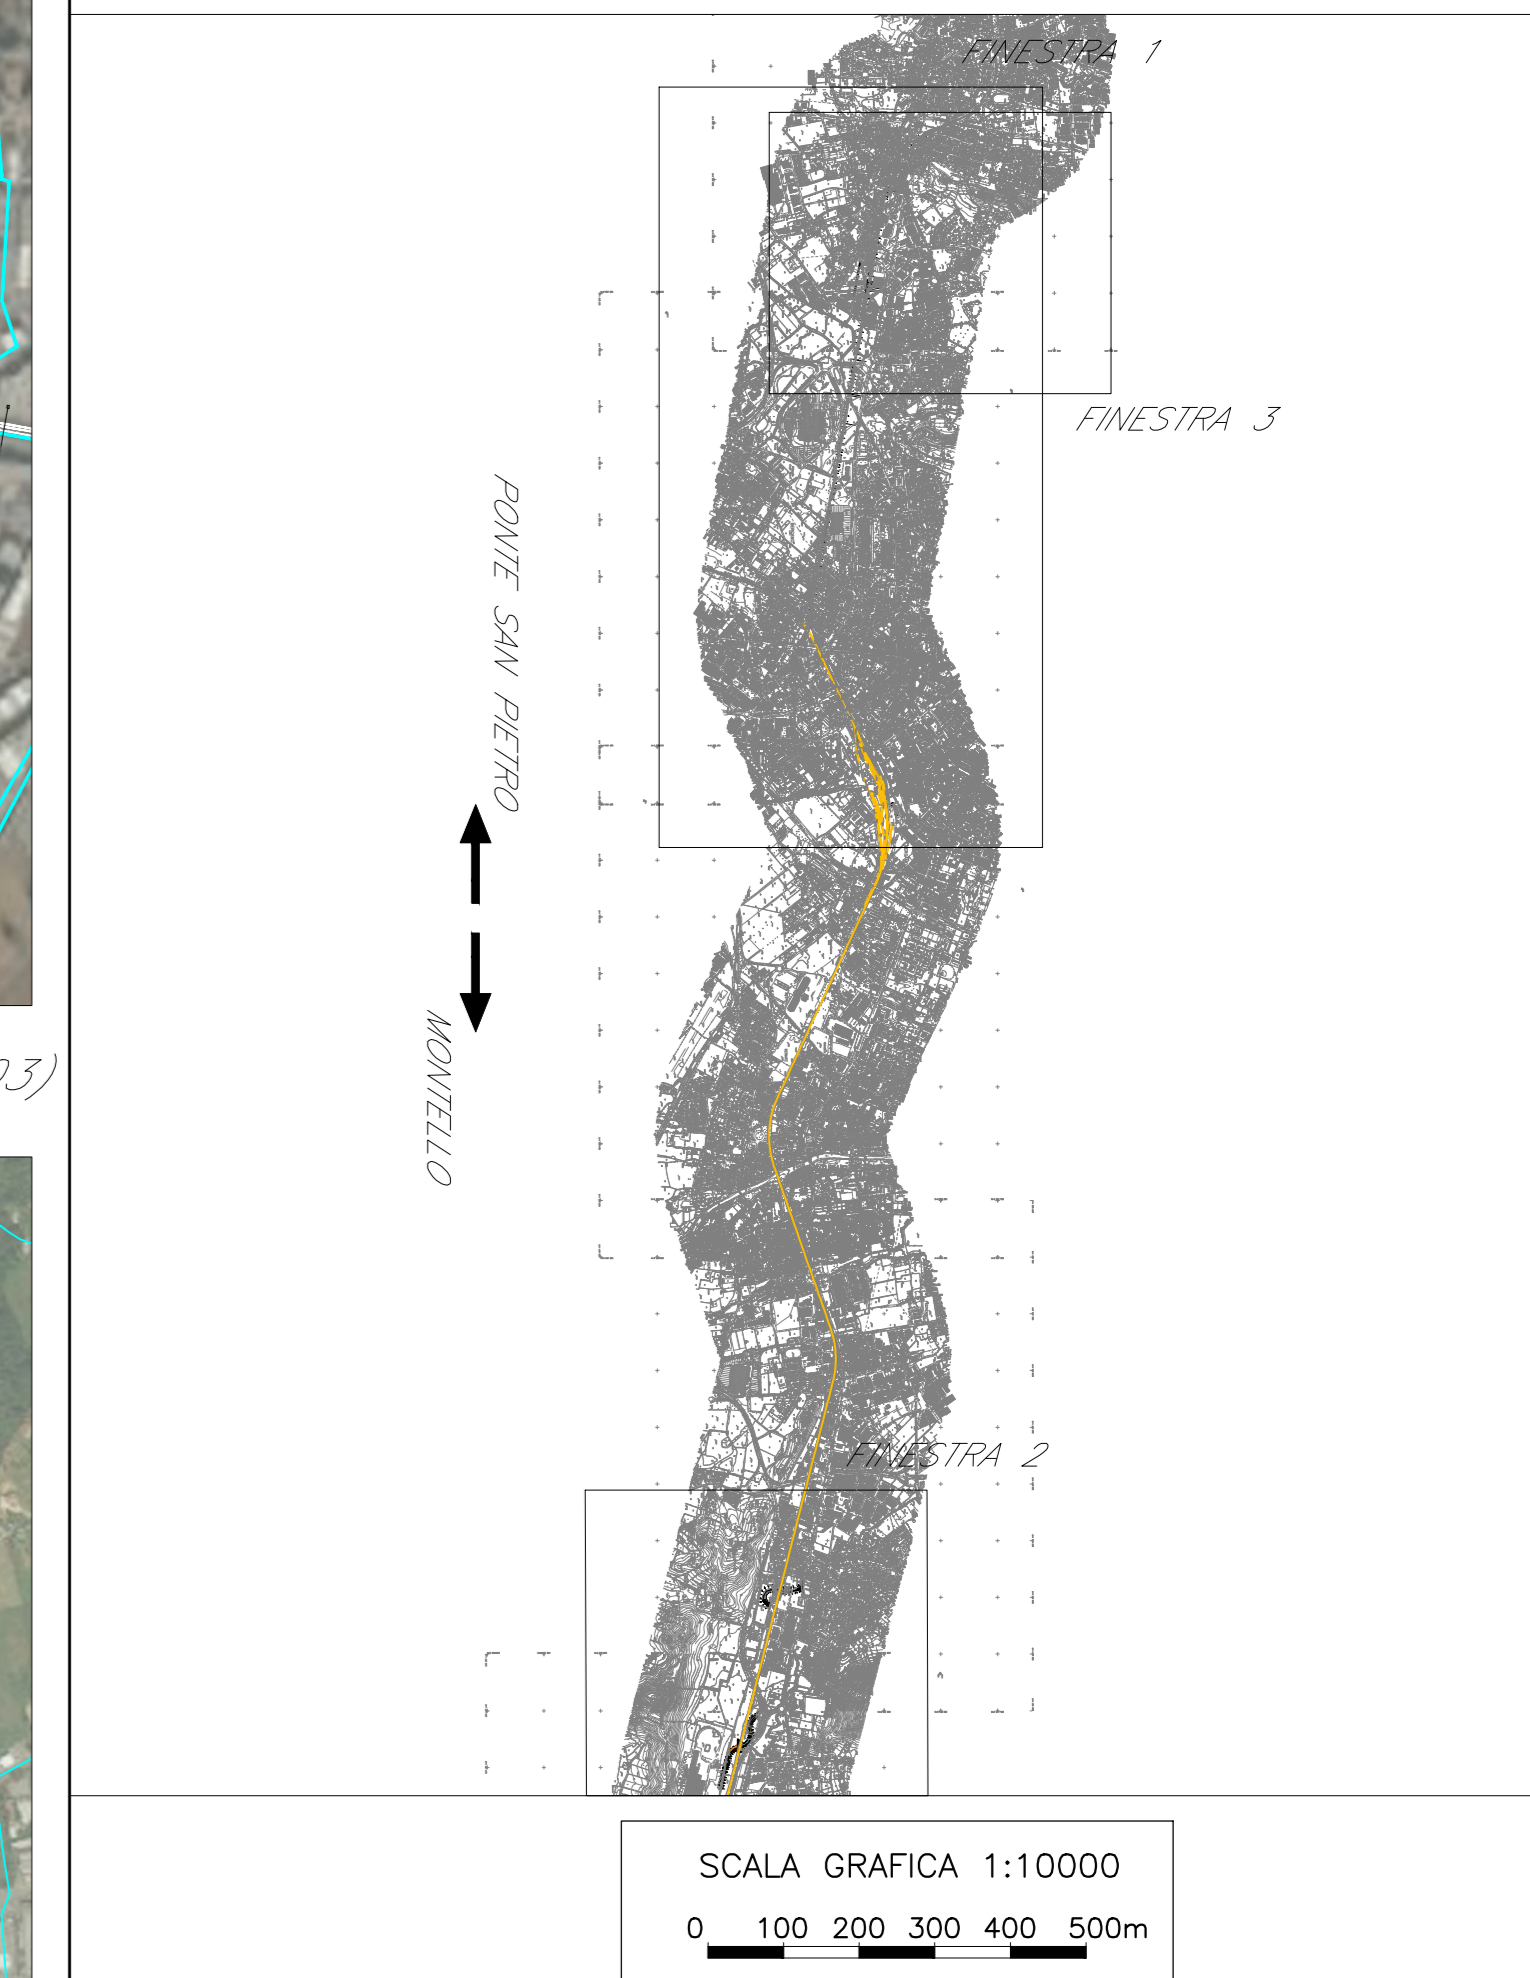 FINESTRA 1
FINESTRA 3
PONTE SAN PIETRO
MONTELLO
03)
FINESTRA 2
SCALA GRAFICA 1:10000
0 100 200 300 400 500m